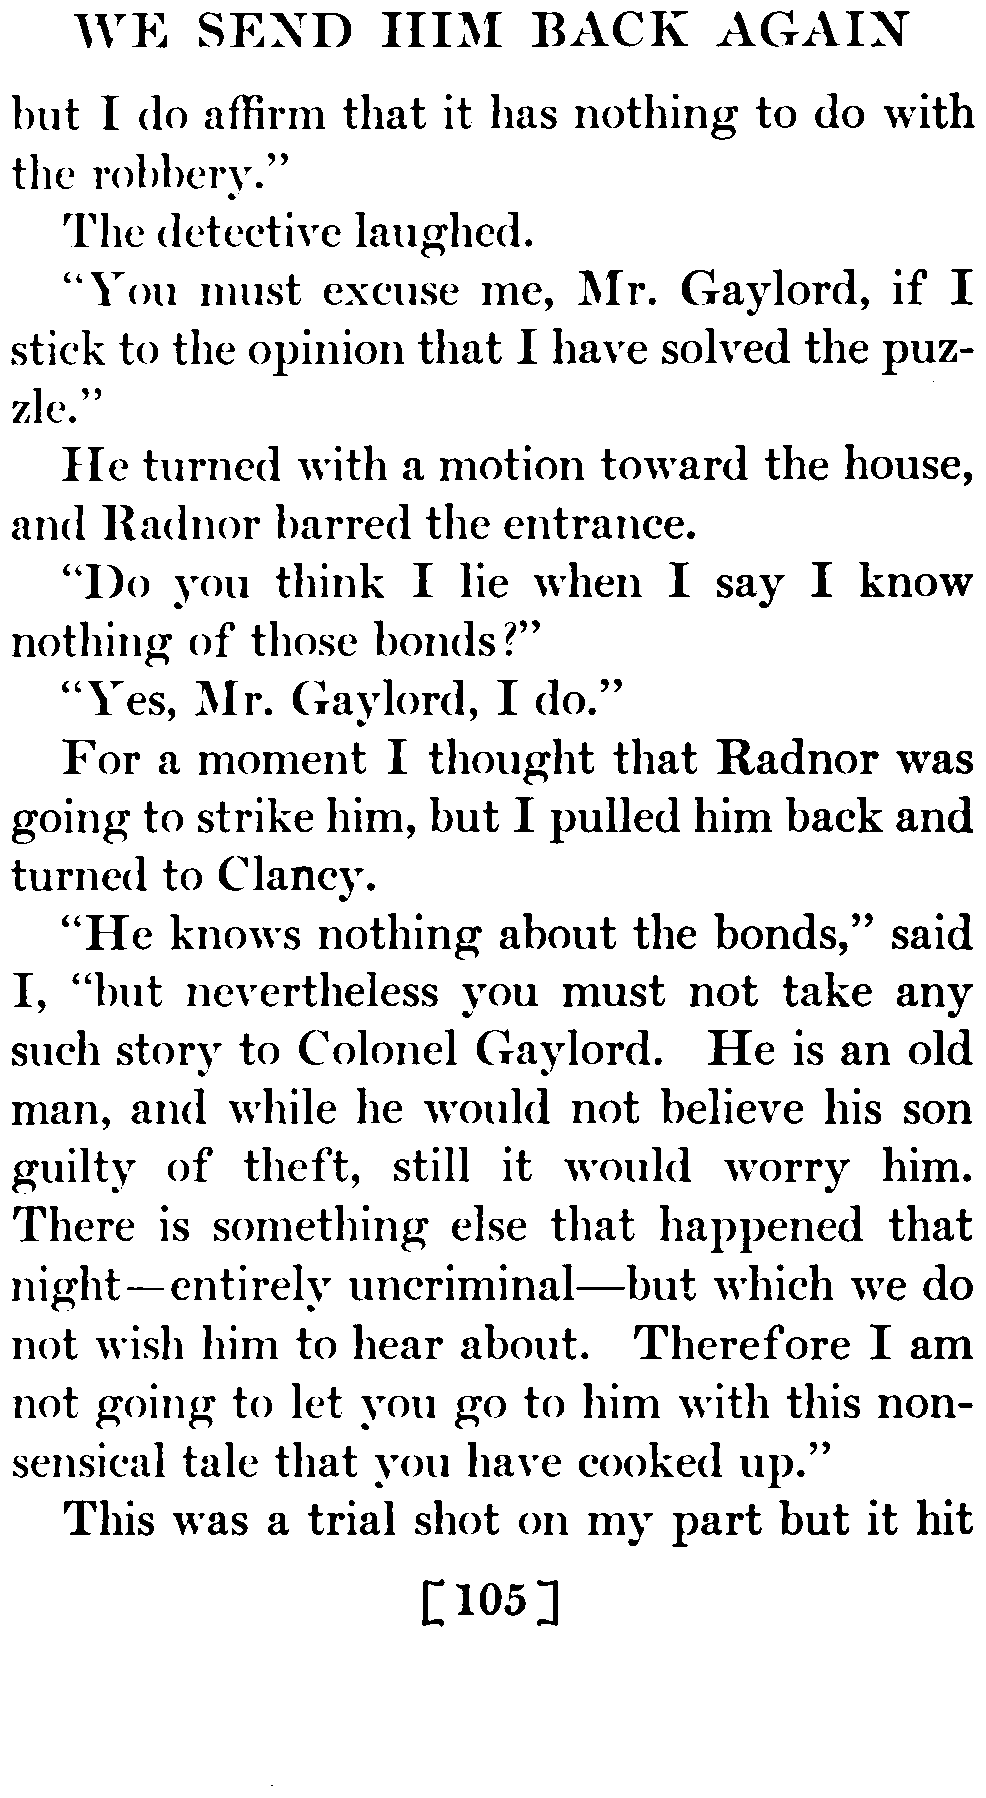 WE SEND HIM BACK AGAIN
but I do affirm that it has nothing to do with
the robbery."
The detective laughed.
"You must excuse me, Mr. Gaylord, if I
stick to the opinion that I have solved the puz-
zle."
He turned with a motion toward the house,
and Radnor barred the entrance.
"Do you think I lie when I say I know
nothing of those bonds?"
"Yes, Mr. Gaylord, I do."
For a moment I thought that Radnor was
going to strike him, but I pulled him back and
turned to Clancy.
"He knows nothing about the bonds," said
I, "but nevertheless you must not take any
such story to Colonel Gaylord. He is an old
man, and while he would not believe his son
guilty of theft, still it would worry him.
There is something else that happened that
night—entirely uncriminal—but which we do
not wish him to hear about. Therefore I am
not going to let you go to him with this non-
sensical tale that you have cooked up."
This was a trial shot on my part but it hit
[105]